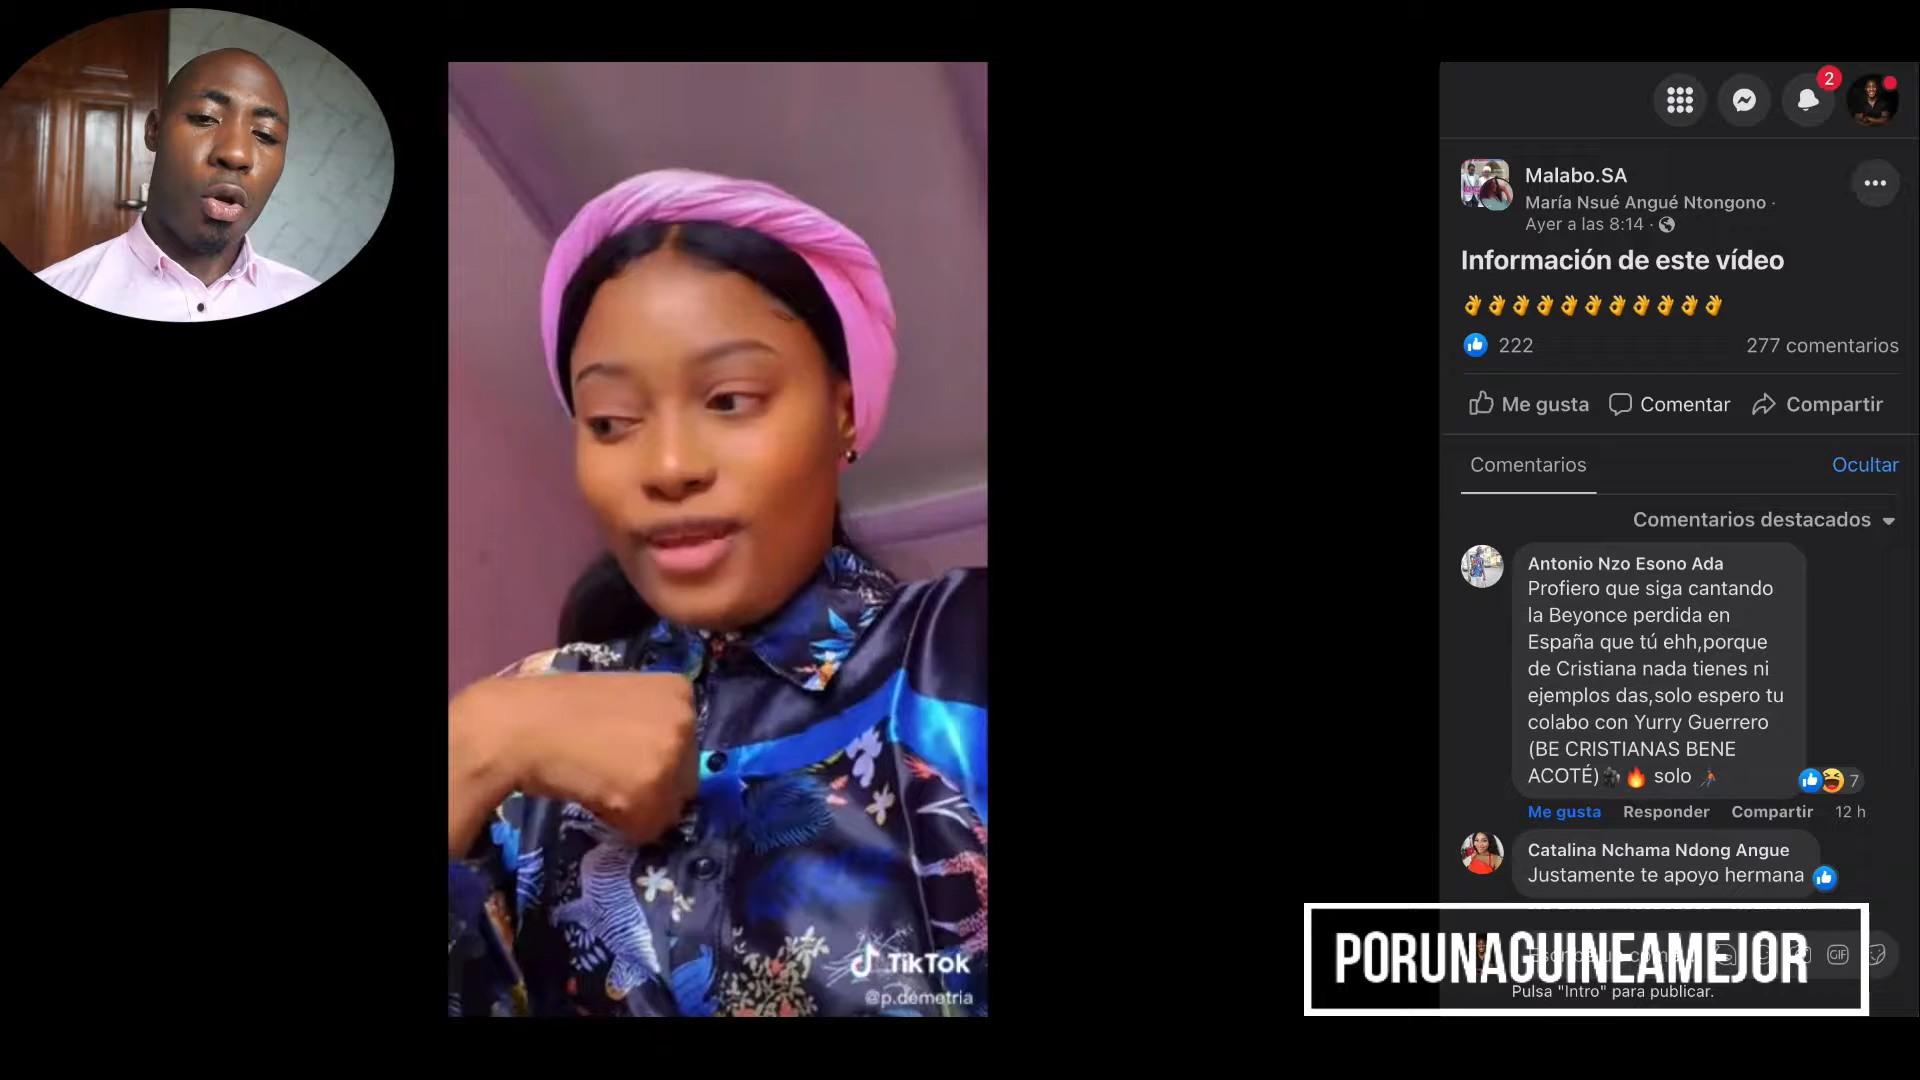 2
Malabo.SA
María Nsué Angué Ntongono ·
Ayer a las 8:14 ·
Información de este vídeo
👌👌👌👌👌👌👌👌👌👌👌
222
277 comentarios
Me gusta
Comentar
Compartir
Comentarios
Ocultar
Comentarios destacados
Antonio Nzo Esono Ada
Profiero que siga cantando
la Beyonce perdida en
España que tú ehh,porque
de Cristiana nada tienes ni
ejemplos das,solo espero tu
colabo con Yurry Guerrero
(BE CRISTIANAS BENE
ACOTÉ) 🔥 solo
7
Me gusta Responder Compartir 12 h
Catalina Nchama Ndong Angue
Justamente te apoyo hermana
PORUNAGUINEAMEJOR
GIF
Pulsa "Intro" para publicar.
TikTok
@p.demetria